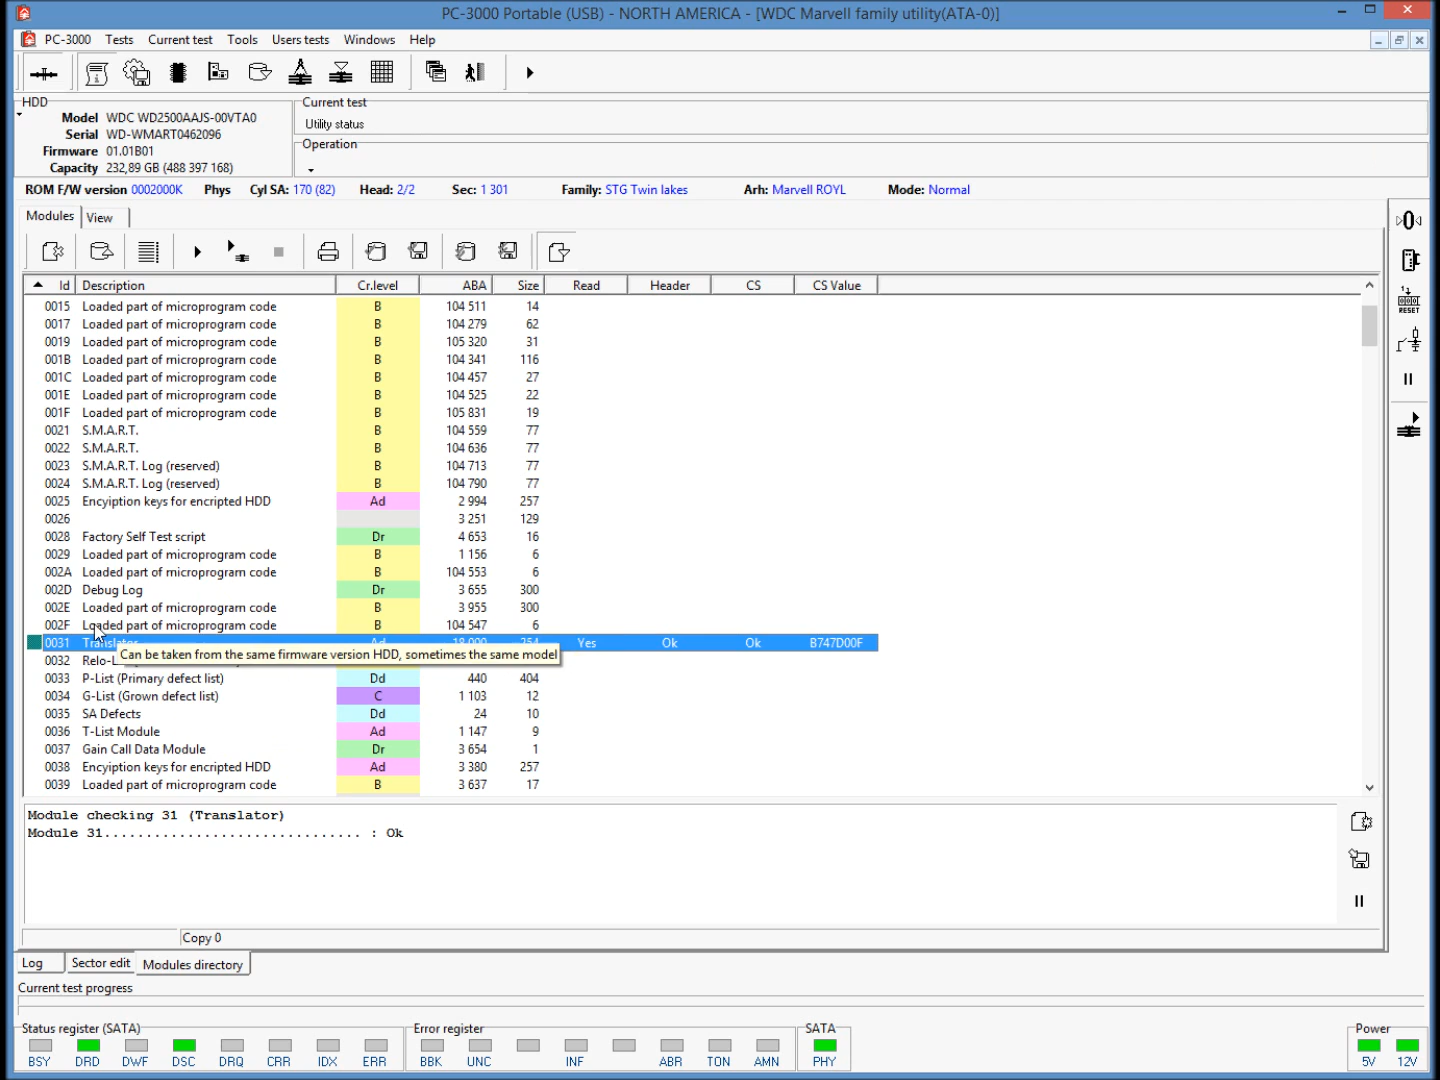 PC-3000 Portable (USB) - NORTH AMERICA - [WDC Marvell family utility(ATA-0)]
PC-3000 Tests Current test Tools Users tests Windows Help
HDD
Model WDC WD2500AAJS-00VTA0
Serial WD-WMART0462096
Firmware 01.01B01
Capacity 232,89 GB (488 397 168)
Current test
Utility status
Operation
ROM F/W version 0002000K Phys Cyl SA: 170 (82) Head: 2/2 Sec: 1 301 Family: STG Twin lakes Arh: Marvell ROYL Mode: Normal
Modules View
Id Description Cr.level ABA Size Read Header CS CS Value
0015 Loaded part of microprogram code B 104 511 14
0017 Loaded part of microprogram code B 104 279 62
0019 Loaded part of microprogram code B 105 320 31
001B Loaded part of microprogram code B 104 341 116
001C Loaded part of microprogram code B 104 457 27
001E Loaded part of microprogram code B 104 525 22
001F Loaded part of microprogram code B 105 831 19
0021 S.M.A.R.T. B 104 559 77
0022 S.M.A.R.T. B 104 636 77
0023 S.M.A.R.T. Log (reserved) B 104 713 77
0024 S.M.A.R.T. Log (reserved) B 104 790 77
0025 Encyiption keys for encripted HDD Ad 2 994 257
0026 3 251 129
0028 Factory Self Test script Dr 4 653 16
0029 Loaded part of microprogram code B 1 156 6
002A Loaded part of microprogram code B 104 553 6
002D Debug Log Dr 3 655 300
002E Loaded part of microprogram code B 3 955 300
002F Loaded part of microprogram code B 104 547 6
0031 Translator Ad 18 000 254 Yes Ok Ok B747D00F
Can be taken from the same firmware version HDD, sometimes the same model
0032 Relo-L
0033 P-List (Primary defect list) Dd 440 404
0034 G-List (Grown defect list) C 1 103 12
0035 SA Defects Dd 24 10
0036 T-List Module Ad 1 147 9
0037 Gain Call Data Module Dr 3 654 1
0038 Encyiption keys for encripted HDD Ad 3 380 257
0039 Loaded part of microprogram code B 3 637 17
RESET
Module checking 31 (Translator)
Module 31............................... : Ok
Copy 0
Log Sector edit Modules directory
Current test progress
Status register (SATA) Error register SATA Power
BSY DRD DWF DSC DRQ CRR IDX ERR BBK UNC INF ABR TON AMN PHY 5V 12V